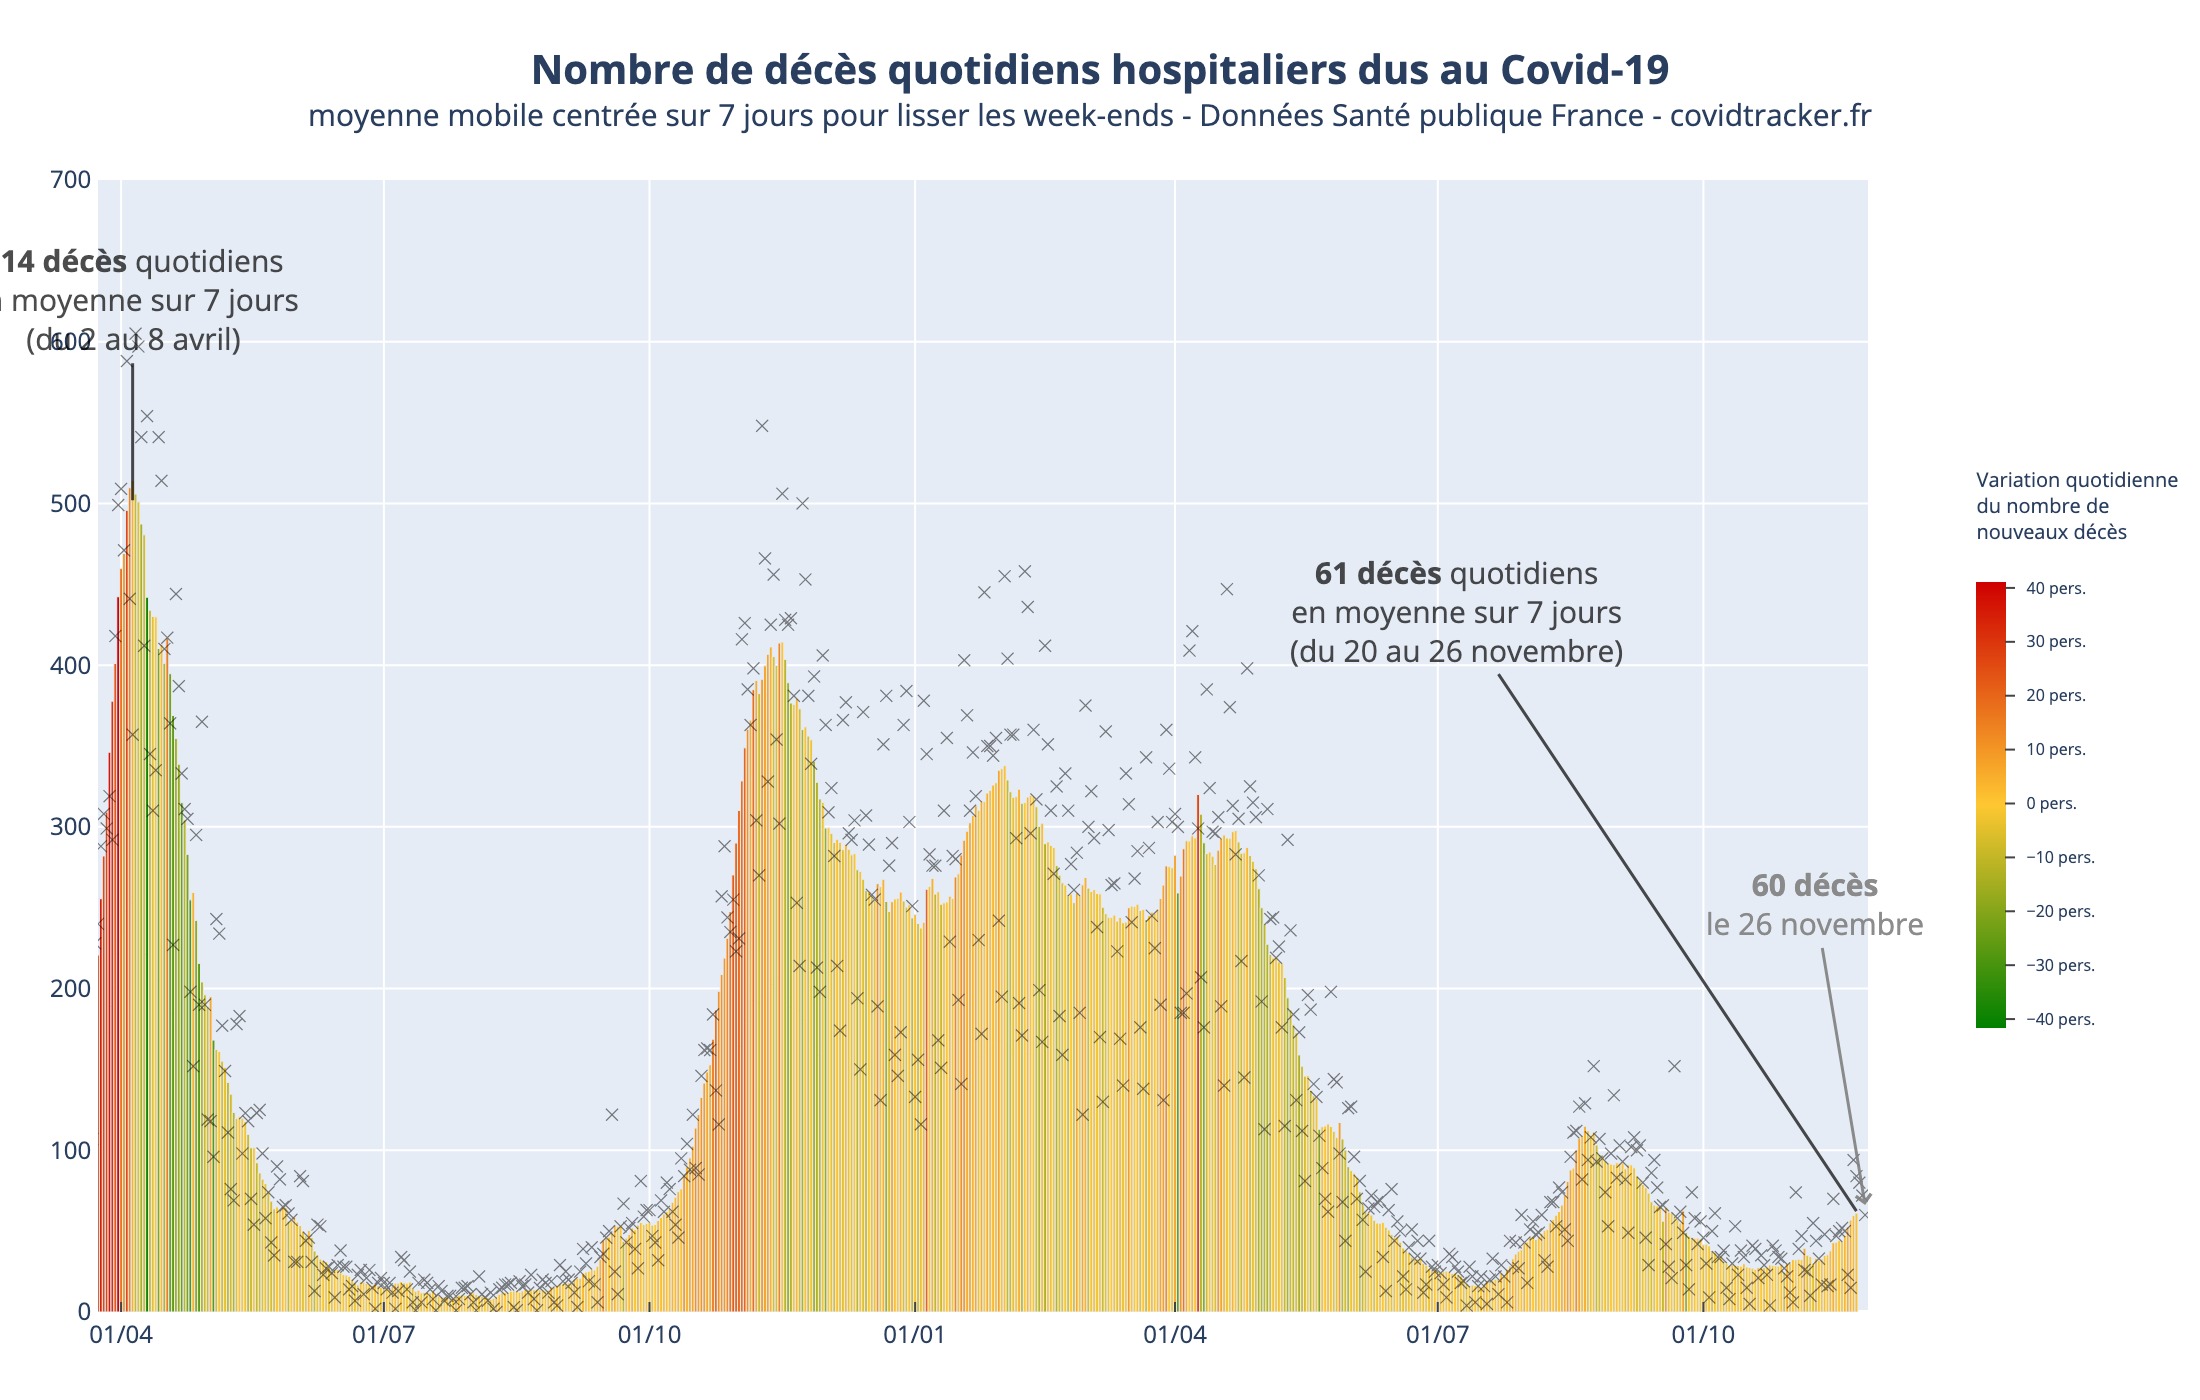 Nombre de décès quotidiens hospitaliers dus au Covid-19
moyenne mobile centrée sur 7 jours pour lisser les week-ends - Données Santé publique France - covidtracker.fr
700
14 décès quotidiens
moyenne sur 7 jours
(du 2 au 8 avril)
600
500
400
300
200
100
0
61 décès quotidiens
en moyenne sur 7 jours
(du 20 au 26 novembre)
60 décès
le 26 novembre
01/04
01/07
01/10
01/01
01/04
01/07
01/10
Variation quotidienne
du nombre de
nouveaux décès
40 pers.
30 pers.
20 pers.
10 pers.
0 pers.
−10 pers.
−20 pers.
−30 pers.
−40 pers.